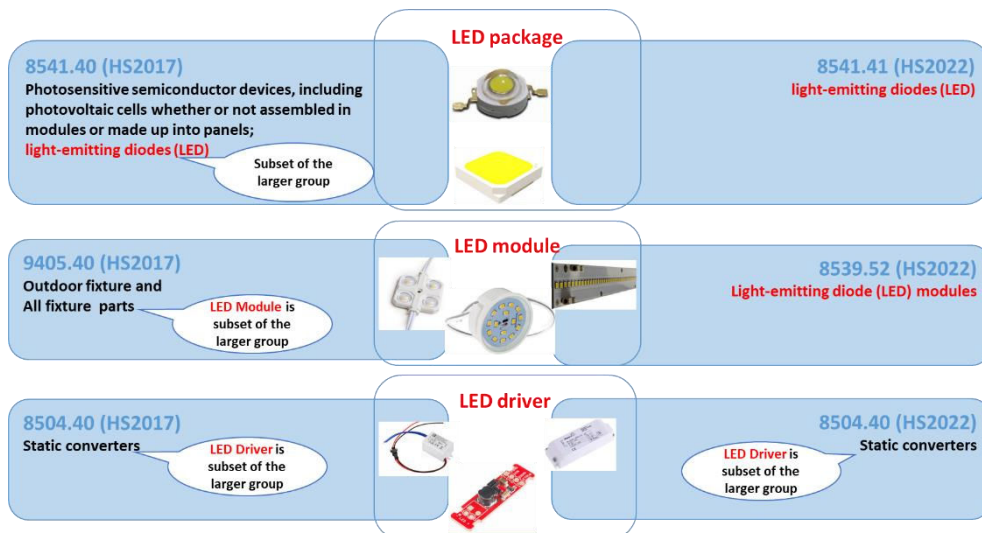 LED package
8541.40 (HS2017)
Photosensitive semiconductor devices, including
photovoltaic cells whether or not assembled in
modules or made up into panels;
light-emitting diodes (LED)
Subset of the
larger group
8541.41 (HS2022)
light-emitting diodes (LED)
LED module
9405.40 (HS2017)
Outdoor fixture and
All fixture parts
LED Module is
subset of the
larger group
8539.52 (HS2022)
Light-emitting diode (LED) modules
LED driver
8504.40 (HS2017)
Static converters
LED Driver is
subset of the
larger group
8504.40 (HS2022)
Static converters
LED Driver is
subset of the
larger group